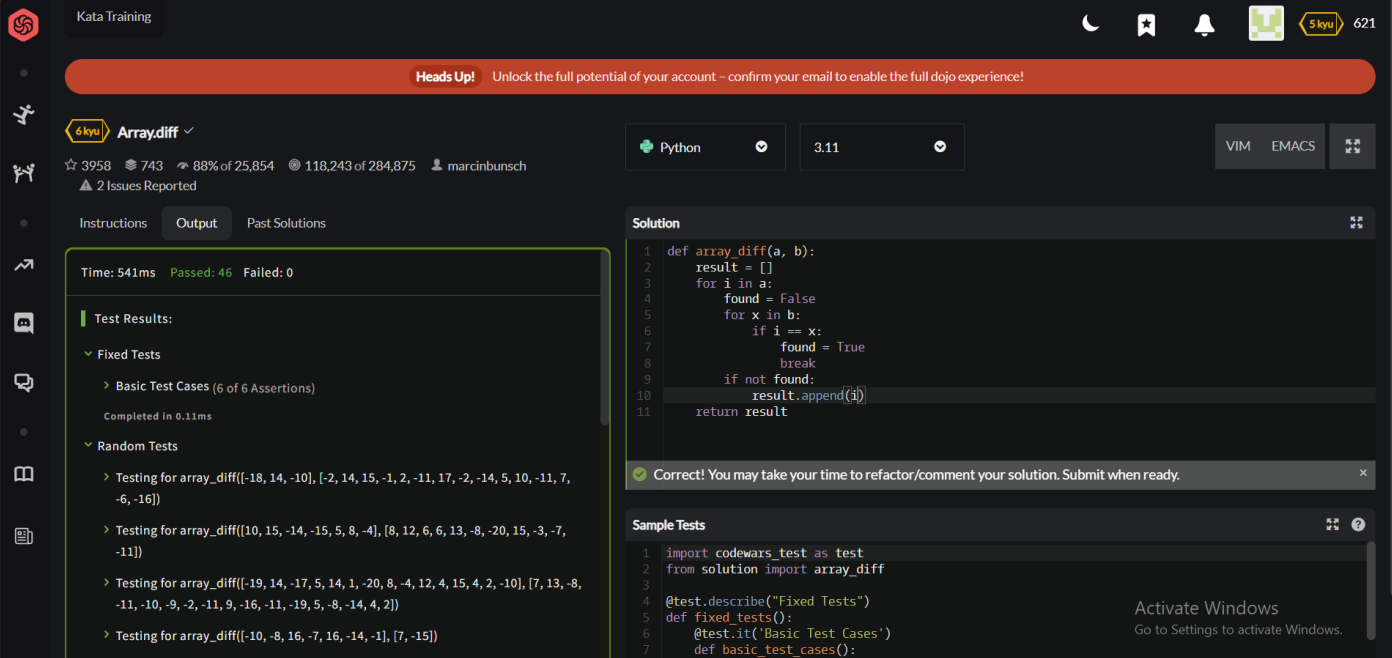 Kata Training
5 kyu 621
Heads Up! Unlock the full potential of your account – confirm your email to enable the full dojo experience!
6 kyu Array.diff
3958 743 88% of 25,854 118,243 of 284,875 marcinbunsch
2 Issues Reported
Python 3.11 VIM EMACS
Instructions Output Past Solutions
Time: 541ms Passed: 46 Failed: 0
Test Results:
Fixed Tests
Basic Test Cases (6 of 6 Assertions)
Completed in 0.11ms
Random Tests
Testing for array_diff([-18, 14, -10], [-2, 14, 15, -1, 2, -11, 17, -2, -14, 5, 10, -11, 7,
-6, -16])
Testing for array_diff([10, 15, -14, -15, 5, 8, -4], [8, 12, 6, 6, 13, -8, -20, 15, -3, -7,
-11])
Testing for array_diff([-19, 14, -17, 5, 14, 1, -20, 8, -4, 12, 4, 15, 4, 2, -10], [7, 13, -8,
-11, -10, -9, -2, -11, 9, -16, -11, -19, 5, -8, -14, 4, 2])
Testing for array_diff([-10, -8, 16, -7, 16, -14, -1], [7, -15])
Solution
1 def array_diff(a, b):
2     result = []
3     for i in a:
4         found = False
5         for x in b:
6             if i == x:
7                 found = True
8                 break
9         if not found:
10             result.append(i)
11     return result
Correct! You may take your time to refactor/comment your solution. Submit when ready.
Sample Tests
1 import codewars_test as test
2 from solution import array_diff
3
4 @test.describe("Fixed Tests")
5 def fixed_tests():
6     @test.it('Basic Test Cases')
7     def basic_test_cases():
Activate Windows
Go to Settings to activate Windows.